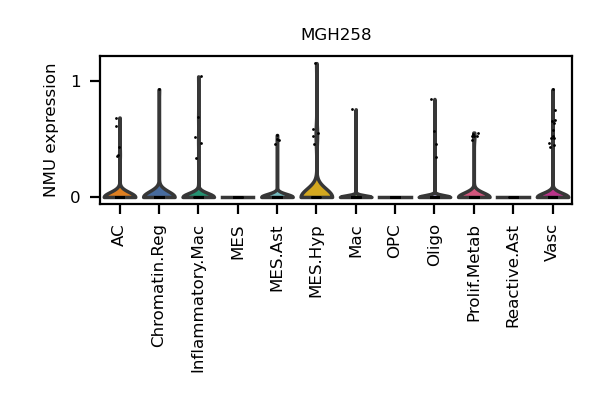 MGH258
NMU expression
1
0
AC
Chromatin.Reg
Inflammatory.Mac
MES
MES.Ast
MES.Hyp
Mac
OPC
Oligo
Prolif.Metab
Reactive.Ast
Vasc